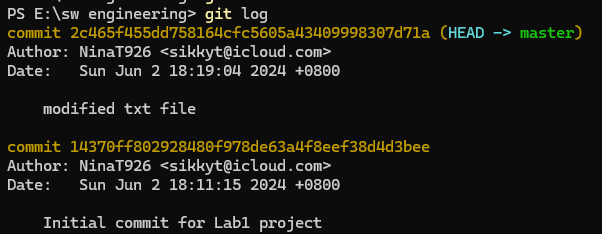 PS E:\sw engineering> git log
commit 2c465f455dd758164cfc5605a43409998307d71a (HEAD -> master)
Author: NinaT926 <sikkyt@icloud.com>
Date:   Sun Jun 2 18:19:04 2024 +0800
modified txt file
commit 14370ff802928480f978de63a4f8eef38d4d3bee
Author: NinaT926 <sikkyt@icloud.com>
Date:   Sun Jun 2 18:11:15 2024 +0800
Initial commit for Lab1 project